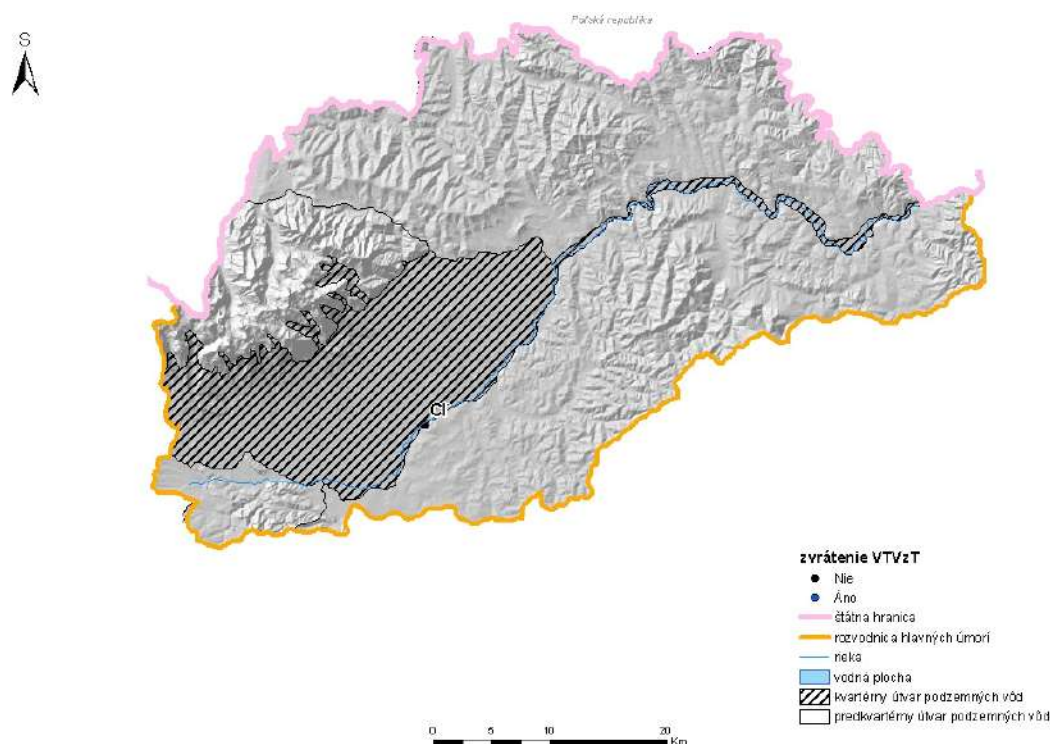 Poľská republika
S
Cl
zvrátenie VTVzT
Nie
Áno
štátna hranica
rozvodnica hlavných úmorí
rieka
vodná plocha
kvartérny útvar podzemných vôd
predkvartérny útvar podzemných vôd
0 5 10 20
Km